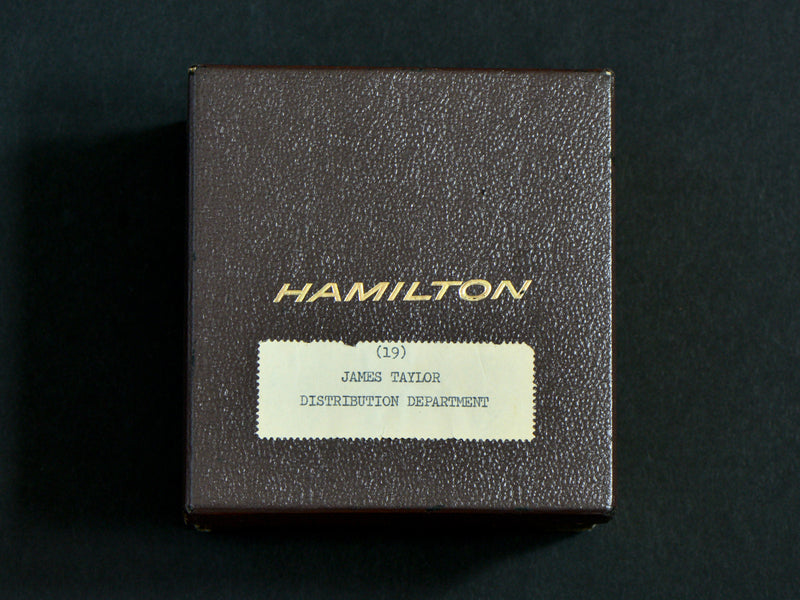 HAMILTON
(19)
JAMES TAYLOR
DISTRIBUTION DEPARTMENT